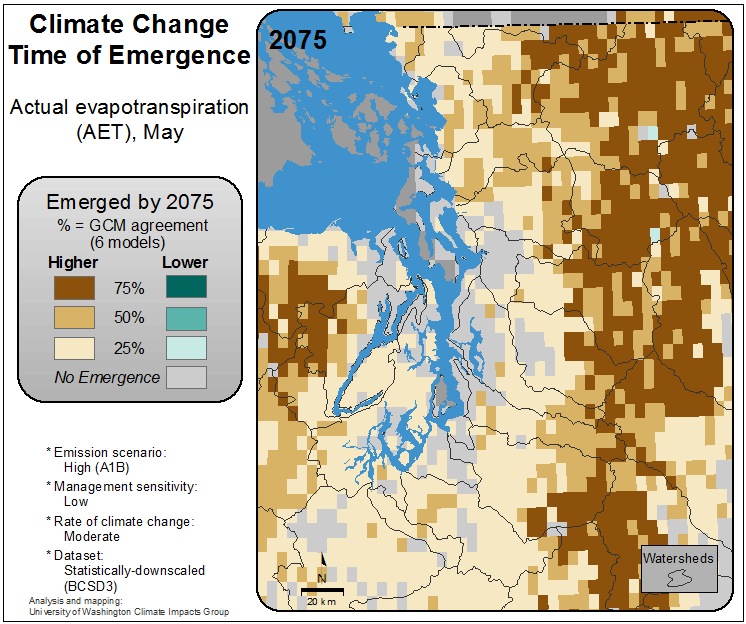 Climate Change
Time of Emergence
Actual evapotranspiration
(AET), May
Emerged by 2075
% = GCM agreement
(6 models)
Higher Lower
75%
50%
25%
No Emergence
* Emission scenario:
High (A1B)
* Management sensitivity:
Low
* Rate of climate change:
Moderate
* Dataset:
Statistically-downscaled
(BCSD3)
Analysis and mapping:
University of Washington Climate Impacts Group
2075
N
20 km
Watersheds